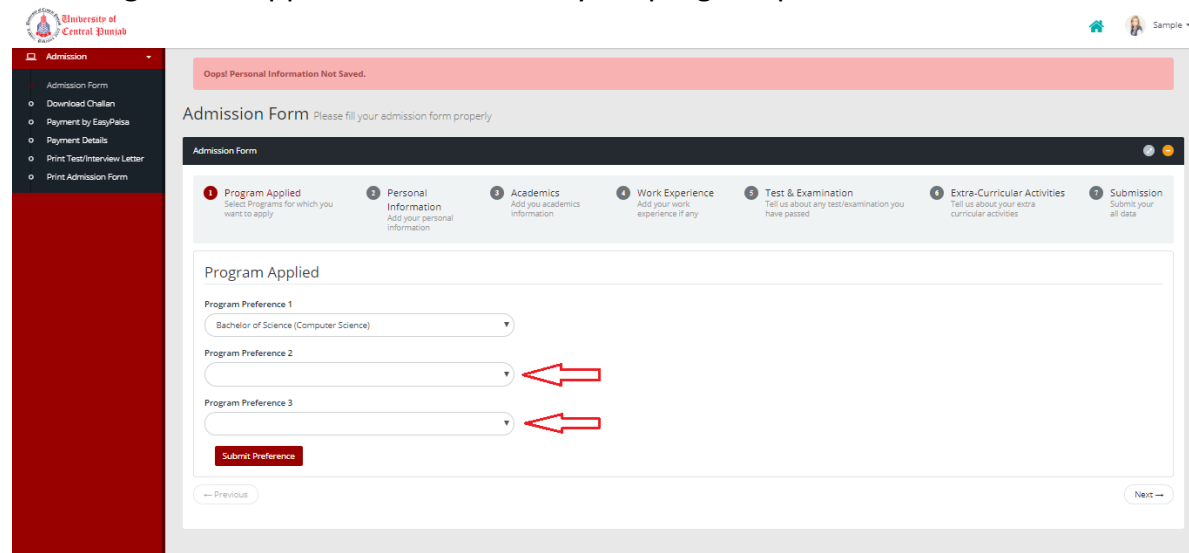 University of
Central Punjab
Sample
Admission
Admission Form
Download Challan
Payment by EasyPaisa
Payment Details
Print Test/Interview Letter
Print Admission Form
Oops! Personal Information Not Saved.
Admission Form Please fill your admission form properly
Admission Form
1 Program Applied
Select Programs for which you
want to apply
2 Personal
Information
Add your personal
information
3 Academics
Add you academics
information
4 Work Experience
Add your work
experience if any
5 Test & Examination
Tell us about any test/examination you
have passed
6 Extra-Curricular Activities
Tell us about your extra
curricular activities
7 Submission
Submit your
all data
Program Applied
Program Preference 1
Bachelor of Science (Computer Science)
Program Preference 2
Program Preference 3
Submit Preference
← Previous
Next →